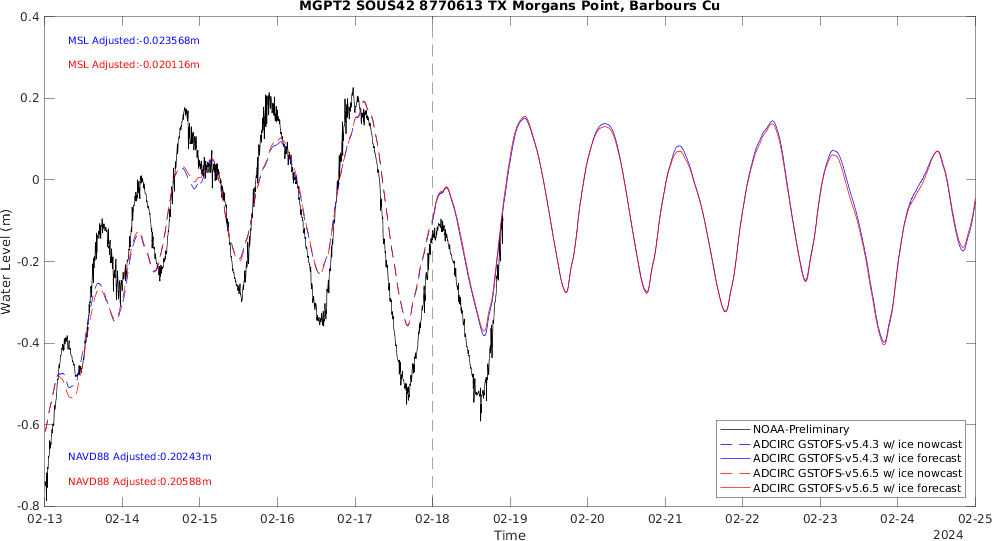 MGPT2 SOUS42 8770613 TX Morgans Point, Barbours Cu
0.4
MSL Adjusted:-0.023568m
MSL Adjusted:-0.020116m
0.2
0
-0.2
-0.4
-0.6
-0.8
Water Level (m)
NAVD88 Adjusted:0.20243m
NAVD88 Adjusted:0.20588m
NOAA-Preliminary
ADCIRC GSTOFS-v5.4.3 w/ ice nowcast
ADCIRC GSTOFS-v5.4.3 w/ ice forecast
ADCIRC GSTOFS-v5.6.5 w/ ice nowcast
ADCIRC GSTOFS-v5.6.5 w/ ice forecast
02-13 02-14 02-15 02-16 02-17 02-18 02-19 02-20 02-21 02-22 02-23 02-24 02-25
Time
2024